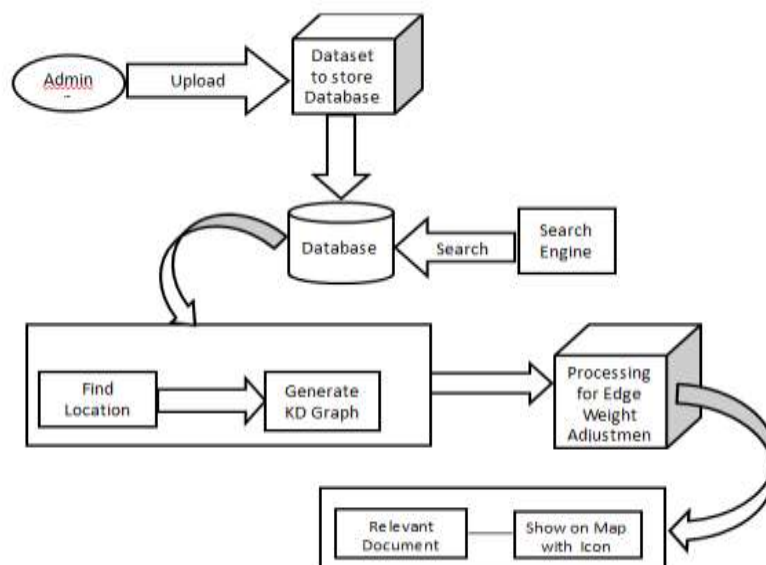 Admin
Upload
Dataset
to store
Database
Database
Search
Search
Engine
Find
Location
Generate
KD Graph
Processing
for Edge
Weight
Adjustmen
Relevant
Document
Show on Map
with Icon